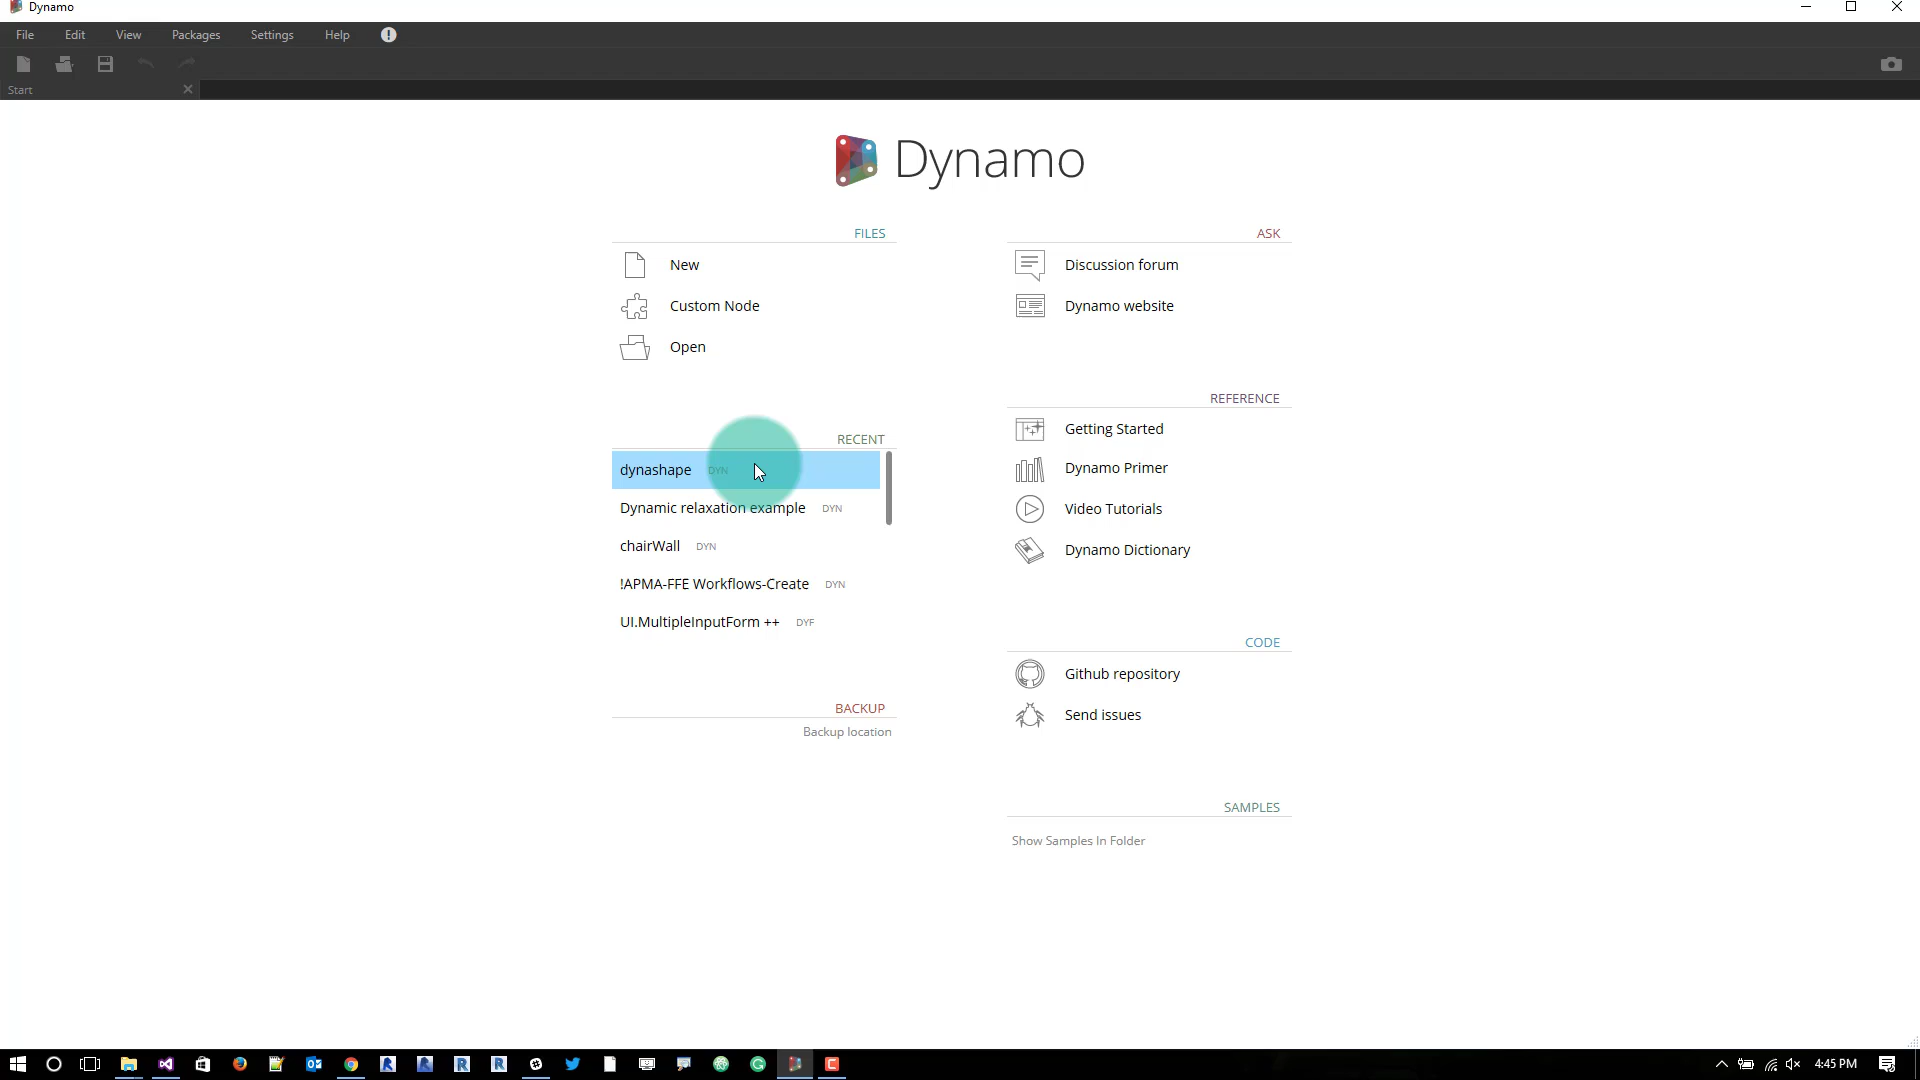 Dynamo
File Edit View Packages Settings Help
Start
Dynamo
FILES
New
Custom Node
Open
RECENT
dynashape DYN
Dynamic relaxation example DYN
chairWall DYN
!APMA-FFE Workflows-Create DYN
UI.MultipleInputForm ++ DYF
BACKUP
Backup location
ASK
Discussion forum
Dynamo website
REFERENCE
Getting Started
Dynamo Primer
Video Tutorials
Dynamo Dictionary
CODE
Github repository
Send issues
SAMPLES
Show Samples In Folder
4:45 PM